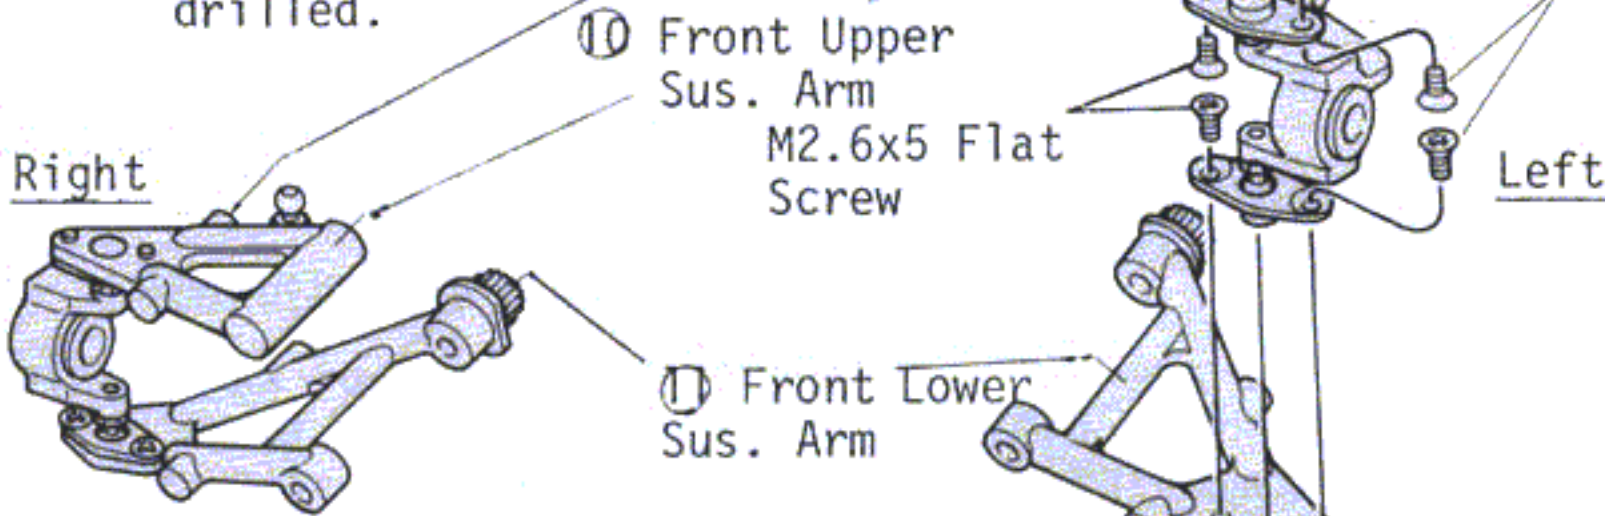 drilled.
⑩ Front Upper
Sus. Arm
M2.6x5 Flat
Screw
Right
Left
⑪ Front Lower
Sus. Arm